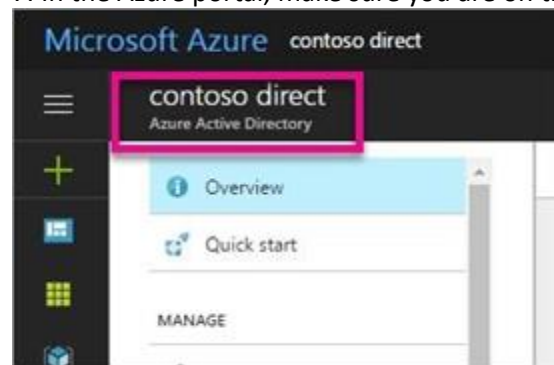 Microsoft Azure contoso direct
contoso direct
Azure Active Directory
Overview
Quick start
MANAGE